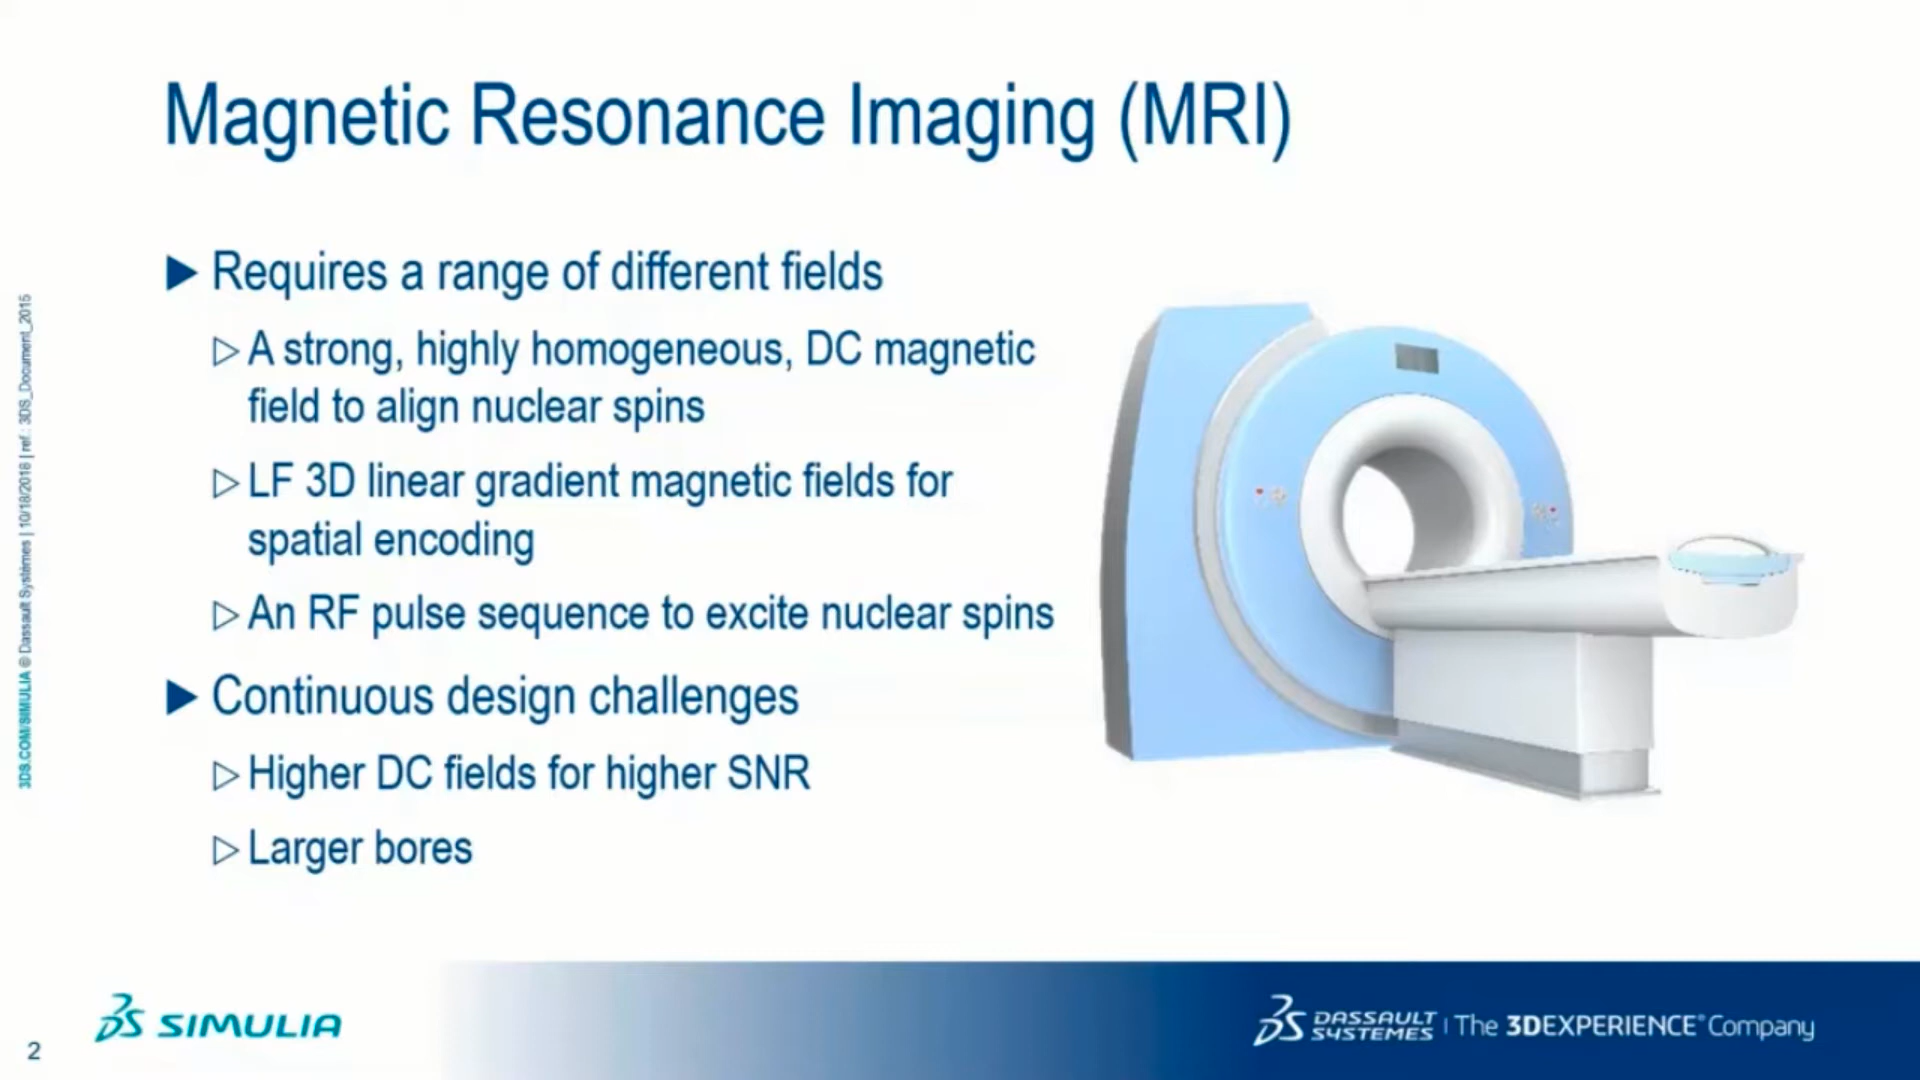 Magnetic Resonance Imaging (MRI)
Requires a range of different fields
A strong, highly homogeneous, DC magnetic
field to align nuclear spins
LF 3D linear gradient magnetic fields for
spatial encoding
An RF pulse sequence to excite nuclear spins
Continuous design challenges
Higher DC fields for higher SNR
Larger bores
3DS.COM/SIMULIA © Dassault Systèmes | 10/18/2016 | ref.: 3DS_Document_2015
2
3DS SIMULIA
3DS DASSAULT SYSTEMES | The 3DEXPERIENCE® Company